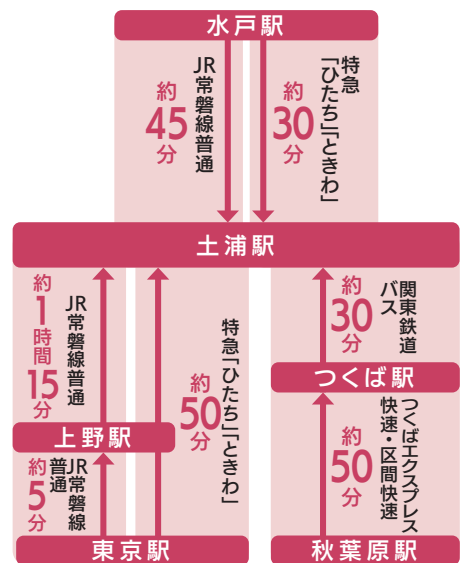 水戸駅
JR常磐線普通
約45分
特急「ひたち」「ときわ」
約30分
土浦駅
JR常磐線普通
約1時間15分
特急「ひたち」「ときわ」
約50分
関東鉄道
バス
約30分
つくば駅
上野駅
JR常磐線
普通
約5分
つくばエクスプレス
快速・区間快速
約50分
東京駅
秋葉原駅